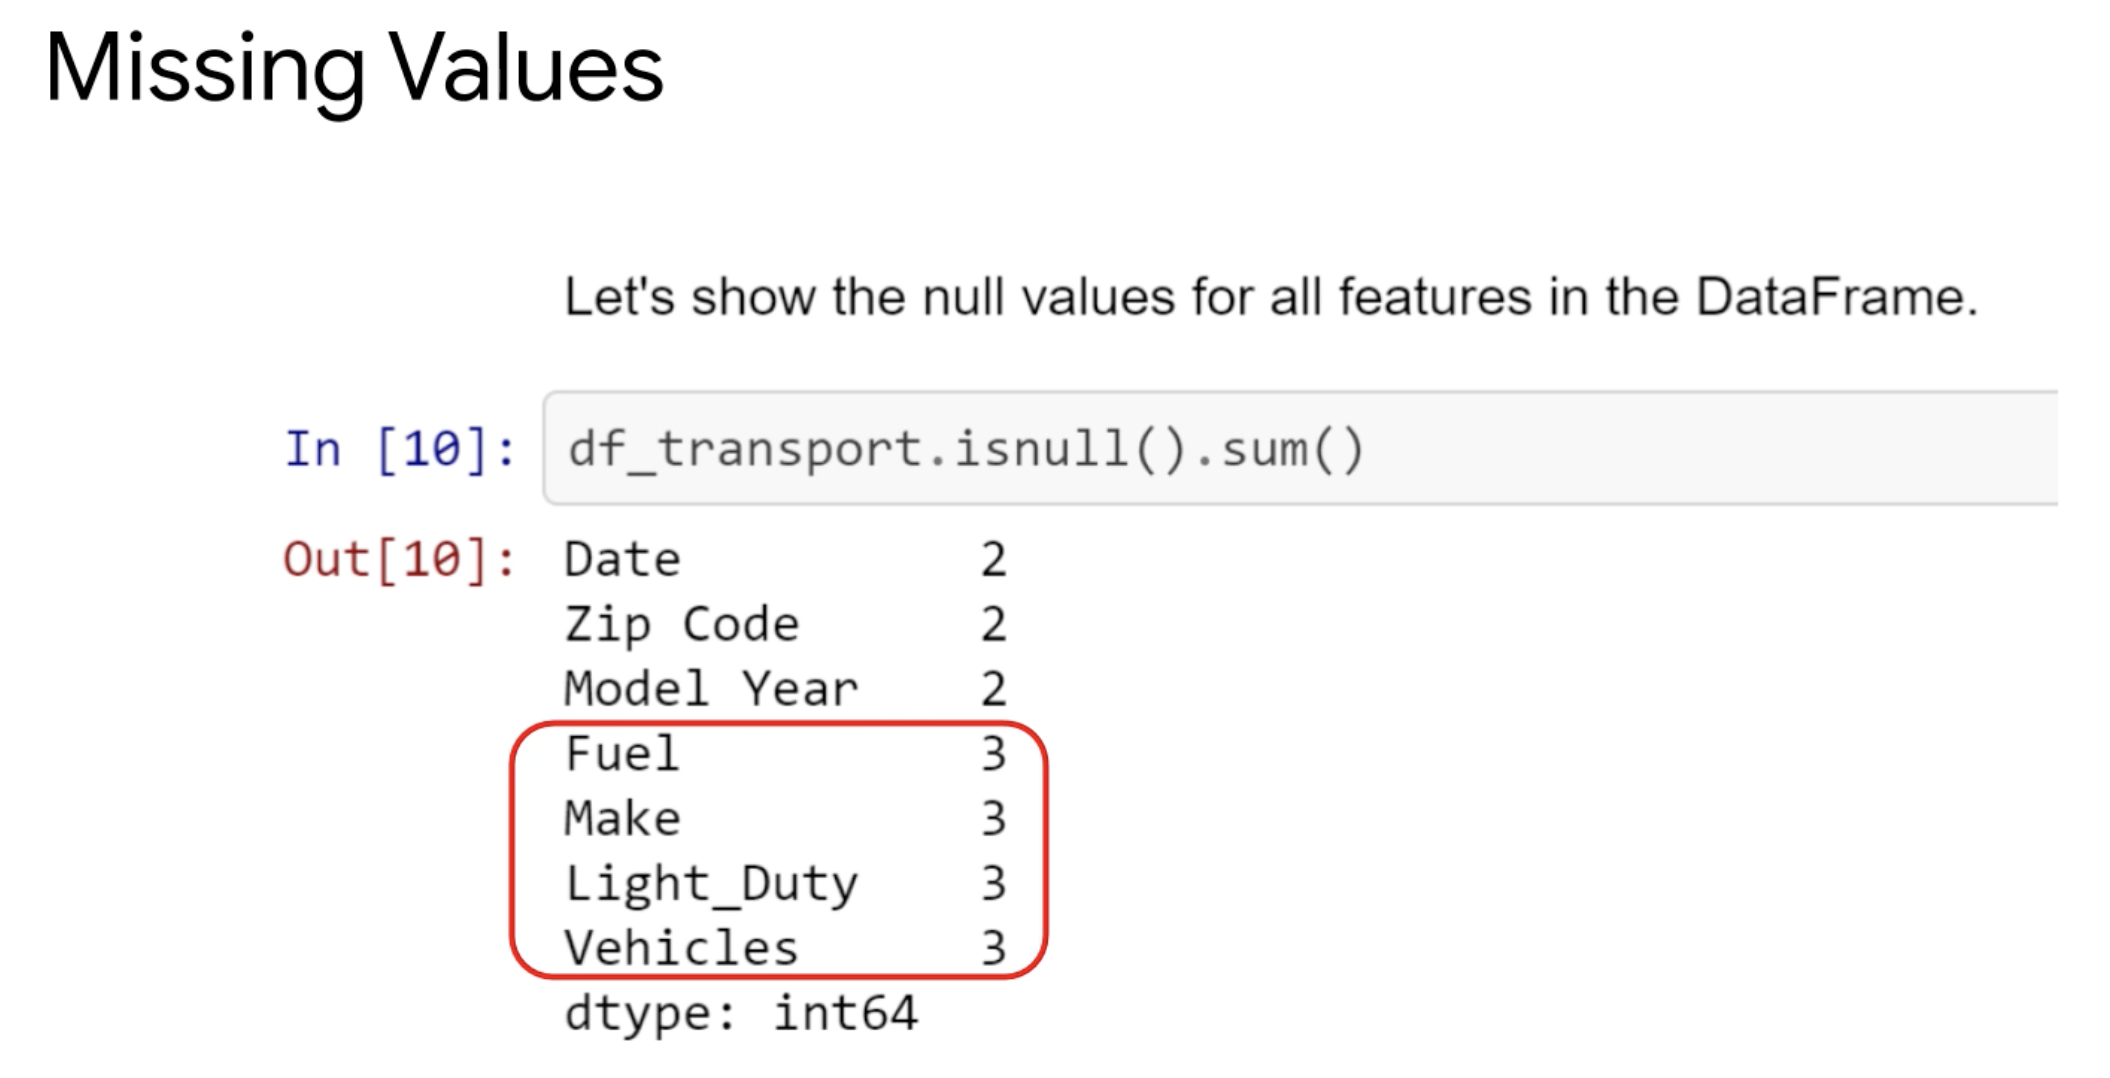 Missing Values
Let's show the null values for all features in the DataFrame.
In [10]: df_transport.isnull().sum()
Out[10]: Date 2
Zip Code 2
Model Year 2
Fuel 3
Make 3
Light_Duty 3
Vehicles 3
dtype: int64